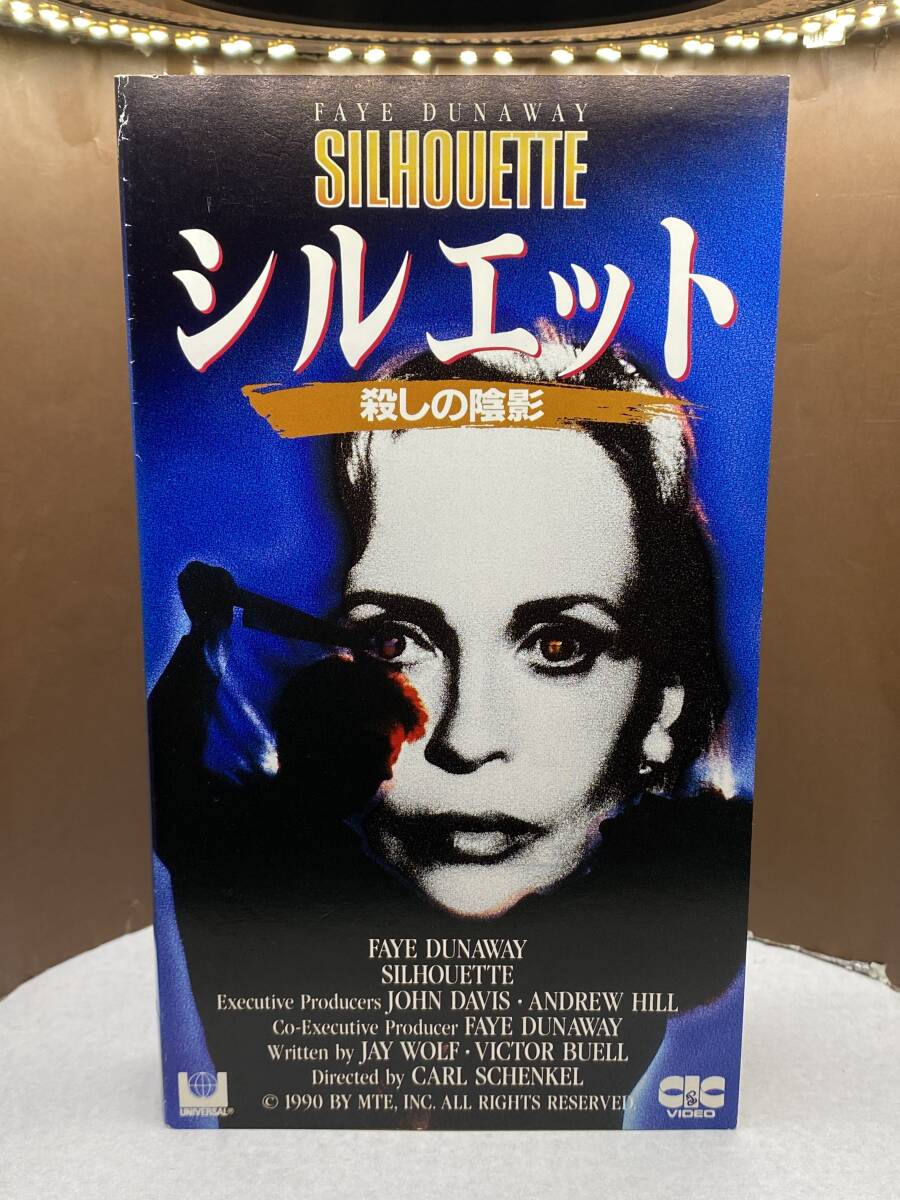 FAYE DUNAWAY
SILHOUETTE
シルエット
殺しの陰影
FAYE DUNAWAY
SILHOUETTE
Executive Producers JOHN DAVIS · ANDREW HILL
Co-Executive Producer FAYE DUNAWAY
Written by JAY WOLF · VICTOR BUELL
Directed by CARL SCHENKEL
© 1990 BY MTE, INC. ALL RIGHTS RESERVED.
UNIVERSAL®
CIC
VIDEO